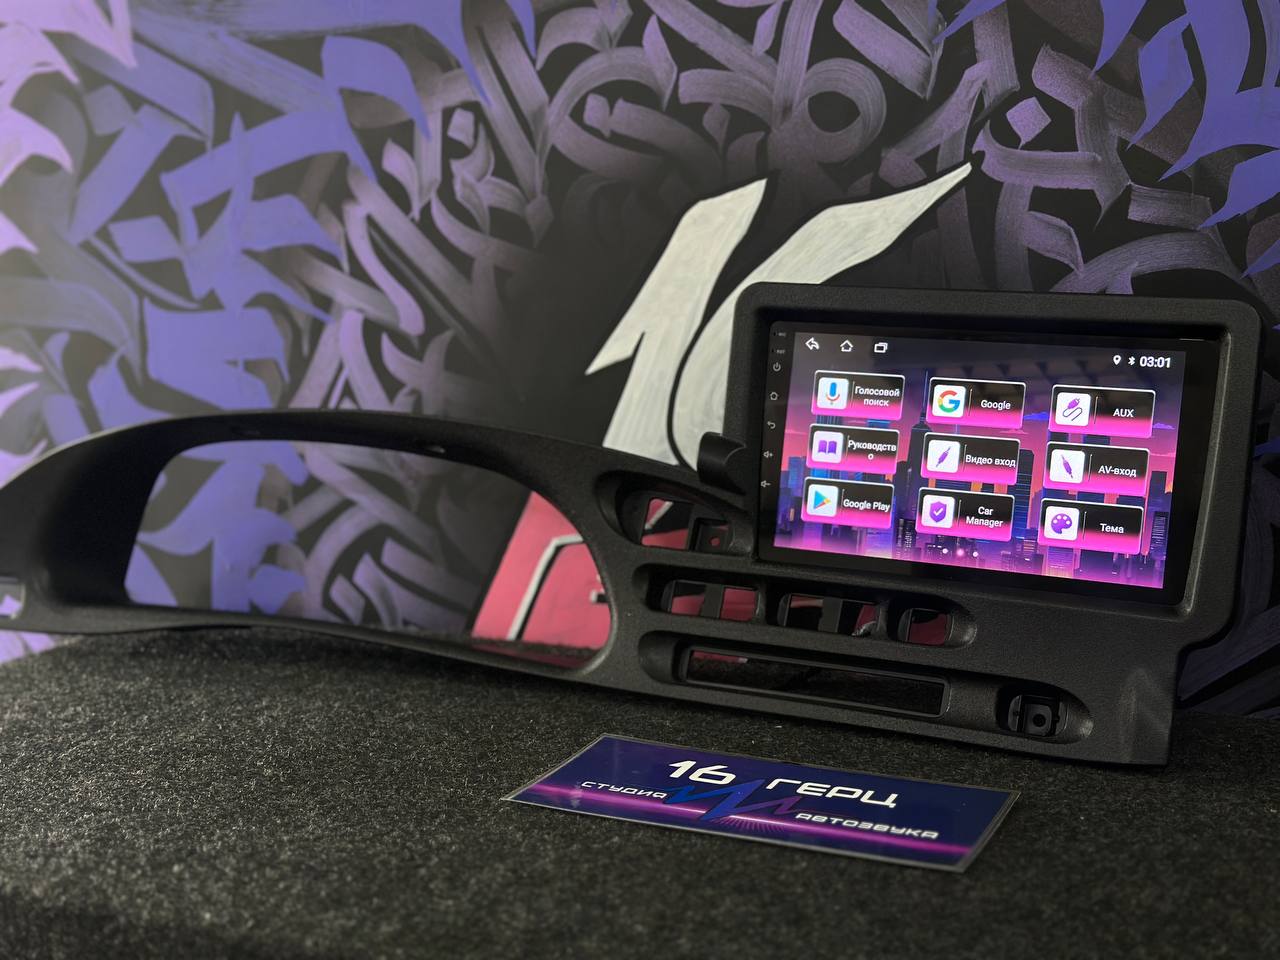 16
03:01
Голосовой
поиск
Google
AUX
Руководств
о
Видео вход
AV-вход
Google Play
Car
Manager
Тема
16 ГЕРЦ
СТУДИЯ
АВТОЗВУКА